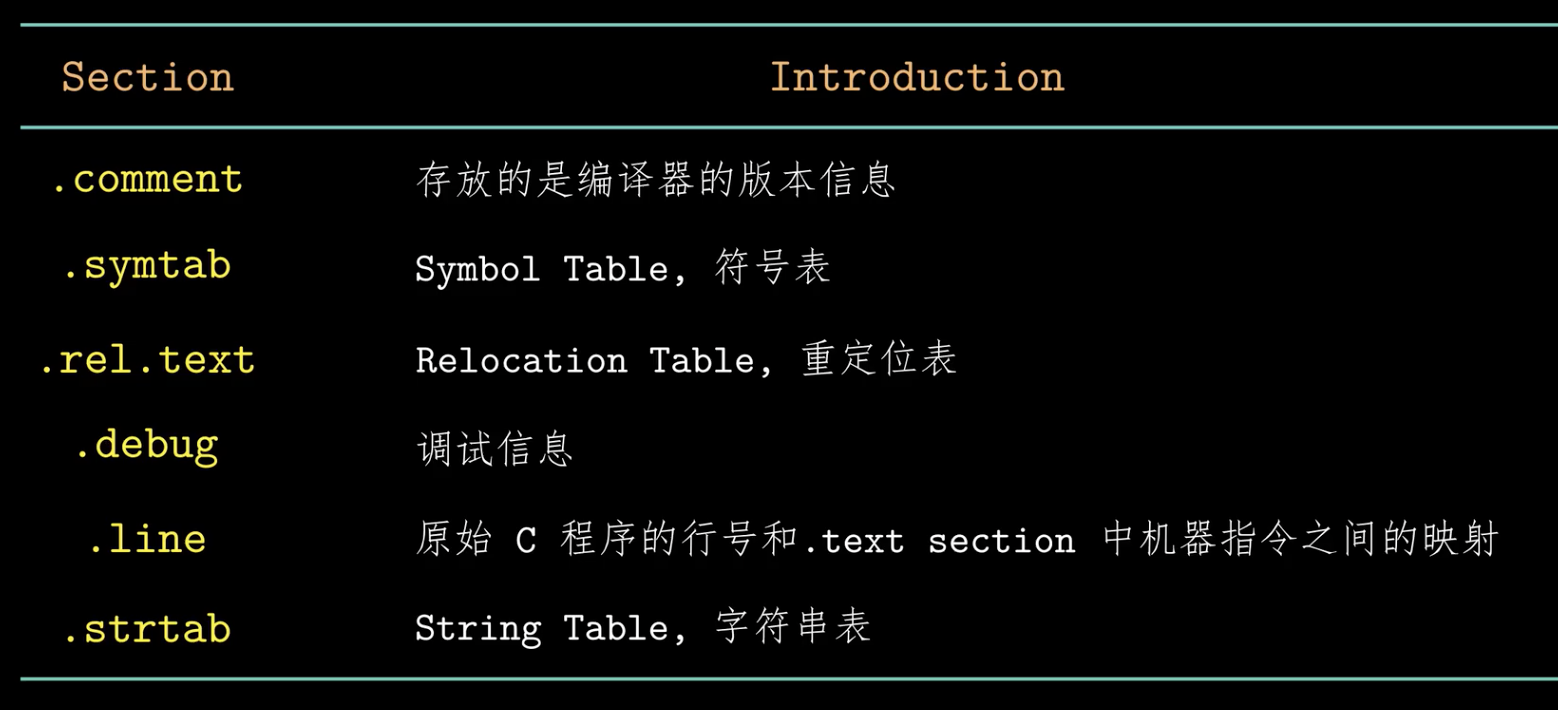 Section Introduction
.comment 存放的是编译器的版本信息
.symtab Symbol Table, 符号表
.rel.text Relocation Table, 重定位表
.debug 调试信息
.line 原始 C 程序的行号和.text section 中机器指令之间的映射
.strtab String Table, 字符串表